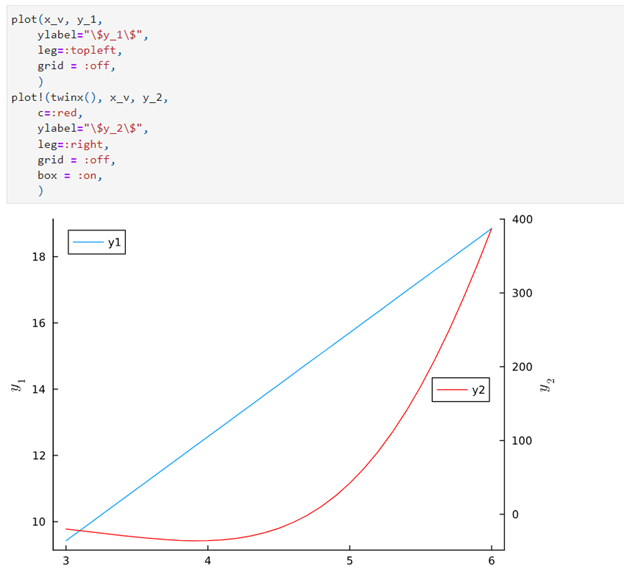 plot(x_v, y_1,
    ylabel="\$y_1\$",
    leg=:topleft,
    grid = :off,
    )
plot!(twinx(), x_v, y_2,
    c=:red,
    ylabel="\$y_2\$",
    leg=:right,
    grid = :off,
    box = :on,
    )
y1
y2
18
16
14
12
10
y₁
400
300
200
100
0
y₂
3 4 5 6